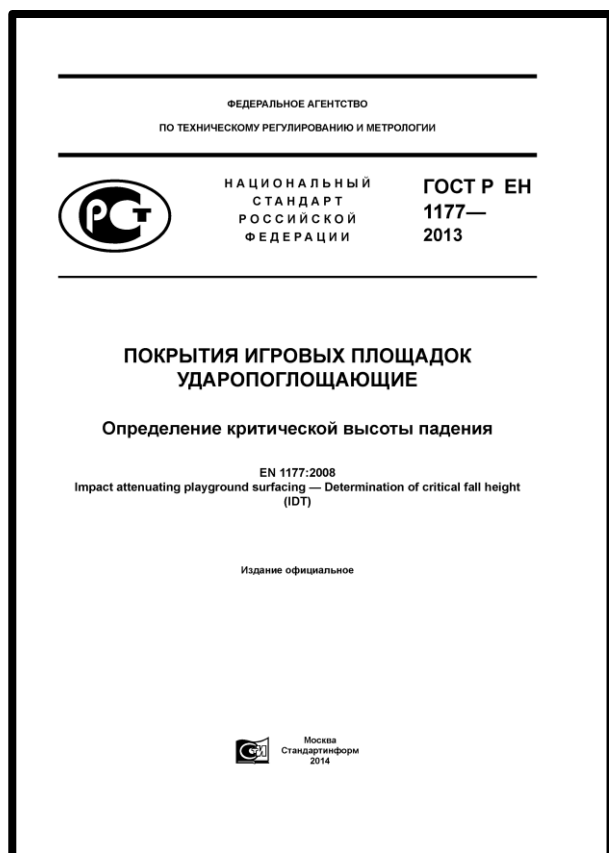 ФЕДЕРАЛЬНОЕ АГЕНТСТВО
ПО ТЕХНИЧЕСКОМУ РЕГУЛИРОВАНИЮ И МЕТРОЛОГИИ
РСТ
НАЦИОНАЛЬНЫЙ
СТАНДАРТ
РОССИЙСКОЙ
ФЕДЕРАЦИИ
ГОСТ Р ЕН
1177—
2013
ПОКРЫТИЯ ИГРОВЫХ ПЛОЩАДОК
УДАРОПОГЛОЩАЮЩИЕ
Определение критической высоты падения
EN 1177:2008
Impact attenuating playground surfacing — Determination of critical fall height
(IDT)
Издание официальное
Москва
Стандартинформ
2014